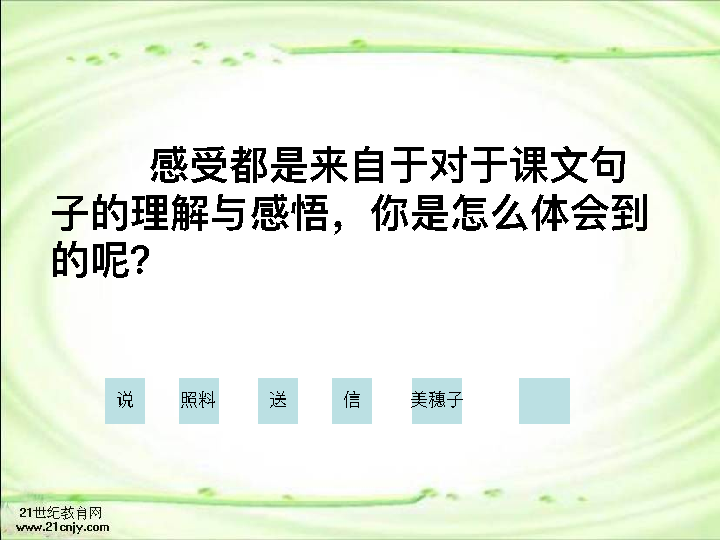 感受都是来自于对于课文句
子的理解与感悟，你是怎么体会到
的呢？
说 照料 送 信 美穗子
21世纪教育网
www.21cnjy.com